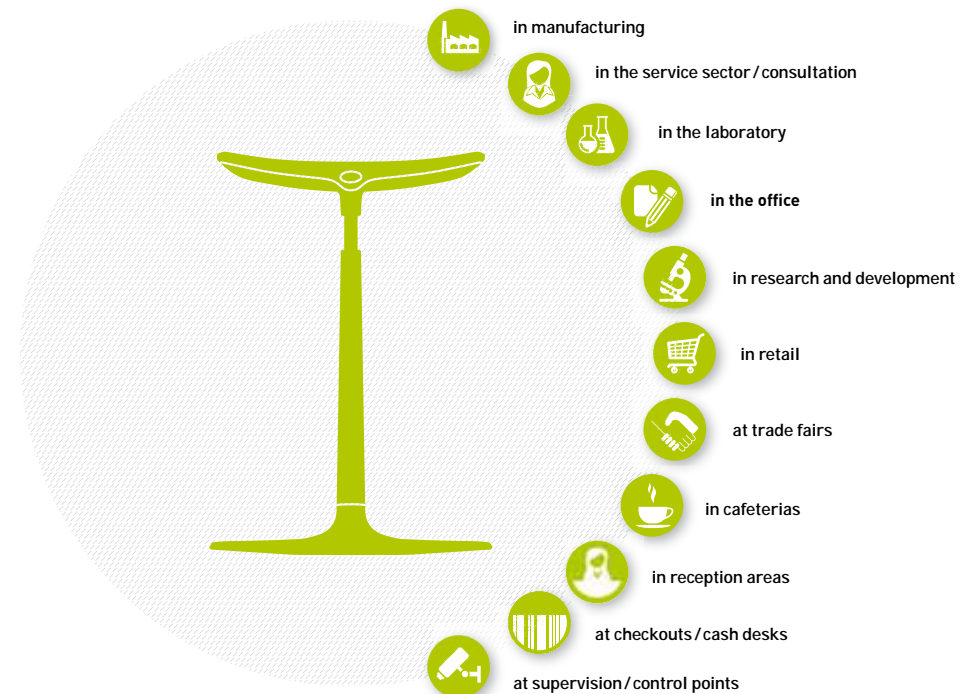 in manufacturing
in the service sector / consultation
in the laboratory
in the office
in research and development
in retail
at trade fairs
in cafeterias
in reception areas
at checkouts / cash desks
at supervision / control points